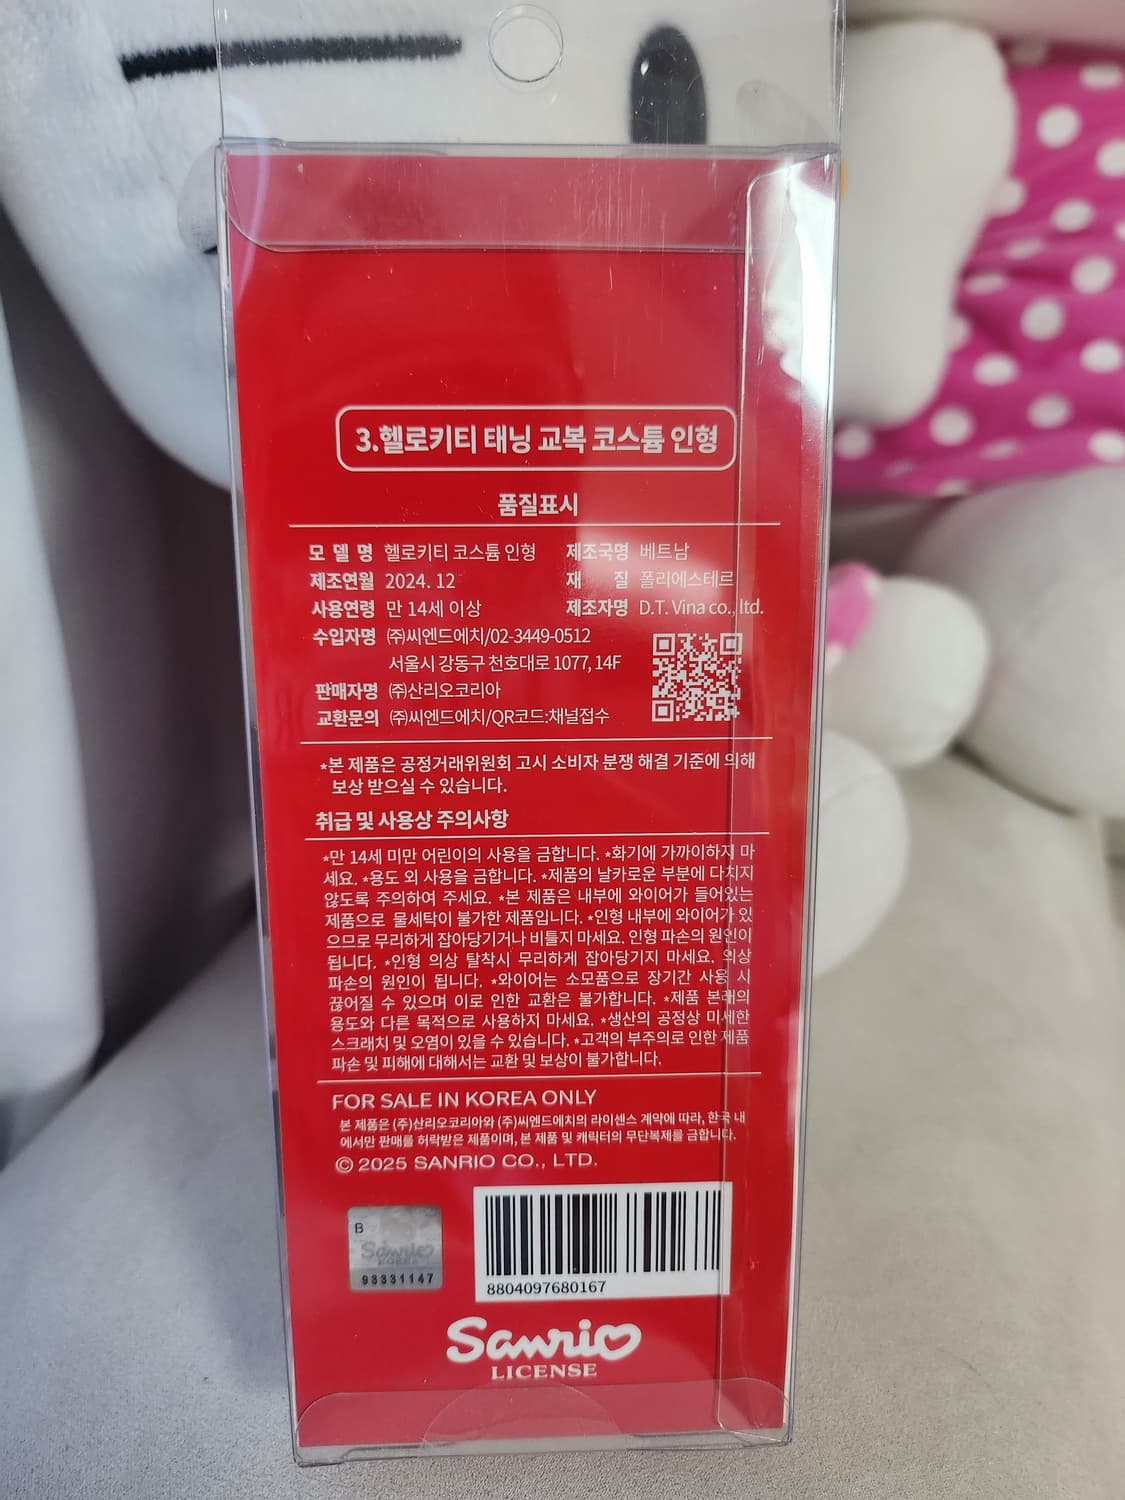 3.헬로키티 태닝 교복 코스튬 인형
품질표시
모 델 명 헬로키티 코스튬 인형 제조국명 베트남
제조연월 2024. 12 재 질 폴리에스테르
사용연령 만 14세 이상 제조자명 D.T. Vina co., ltd.
수입자명 ㈜씨엔드에치/02-3449-0512
서울시 강동구 천호대로 1077, 14F
판매자명 ㈜산리오코리아
교환문의 ㈜씨엔드에치/QR코드:채널접수
*본 제품은 공정거래위원회 고시 소비자 분쟁 해결 기준에 의해
보상 받으실 수 있습니다.
취급 및 사용상 주의사항
*만 14세 미만 어린이의 사용을 금합니다. *화기에 가까이하지 마
세요. *용도 외 사용을 금합니다. *제품의 날카로운 부분에 다치지
않도록 주의하여 주세요. *본 제품은 내부에 와이어가 들어있는
제품으로 물세탁이 불가한 제품입니다. *인형 내부에 와이어가 있
으므로 무리하게 잡아당기거나 비틀지 마세요. 인형 파손의 원인이
됩니다. *인형 의상 탈착시 무리하게 잡아당기지 마세요. 의상
파손의 원인이 됩니다. *와이어는 소모품으로 장기간 사용 시
끊어질 수 있으며 이로 인한 교환은 불가합니다. *제품 본래의
용도와 다른 목적으로 사용하지 마세요. *생산의 공정상 미세한
스크래치 및 오염이 있을 수 있습니다. *고객의 부주의로 인한 제품
파손 및 피해에 대해서는 교환 및 보상이 불가합니다.
FOR SALE IN KOREA ONLY
본 제품은 (주)산리오코리아와 (주)씨엔드에치의 라이센스 계약에 따라, 한국 내
에서만 판매를 허락받은 제품이며, 본 제품 및 캐릭터의 무단복제를 금합니다.
© 2025 SANRIO CO., LTD.
B
Sanrio
KOREA
93331147
8804097680167
Sanrio
LICENSE